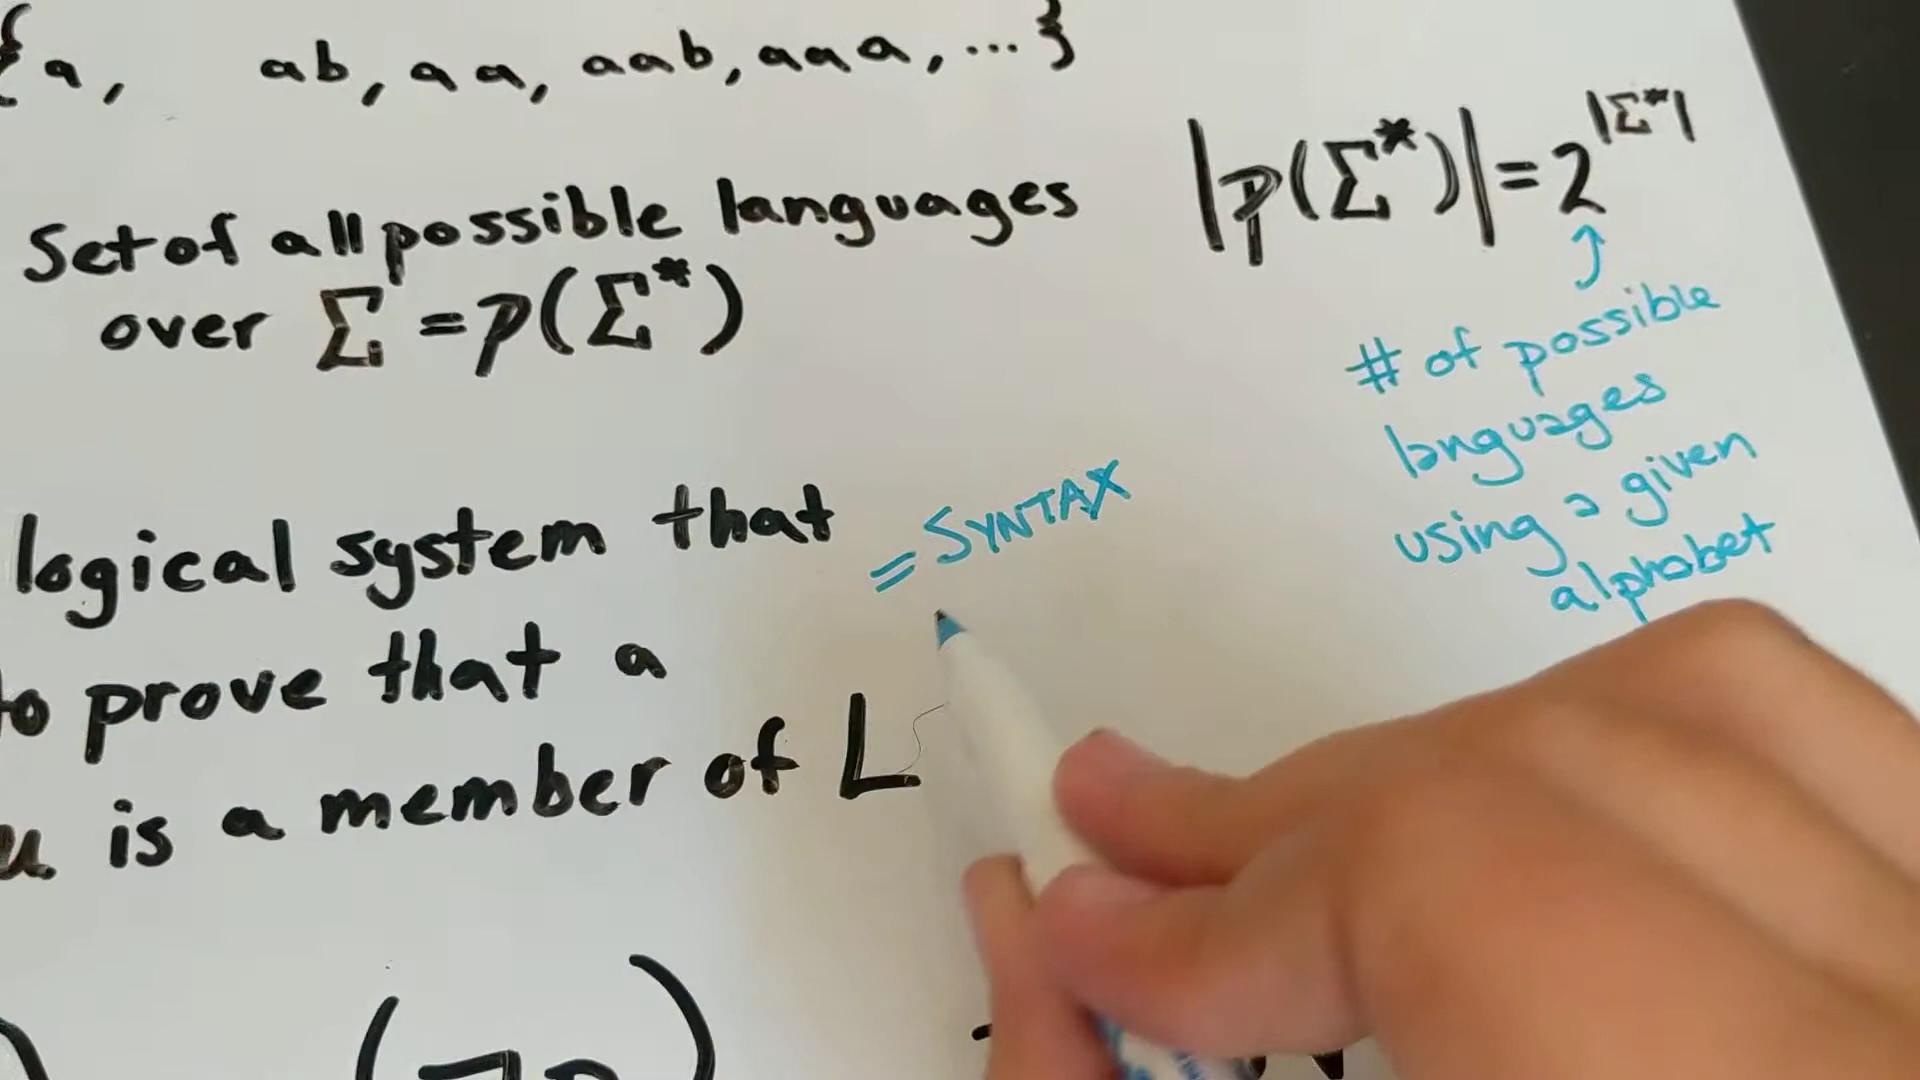 {a, ab, aa, aab, aaa, ...}
|p(Σ*)| = 2^|Σ*|
Set of all possible languages
over Σ = p(Σ*)
# of possible
languages
using a given
alphabet
logical system that
= SYNTAX
to prove that a
u is a member of L